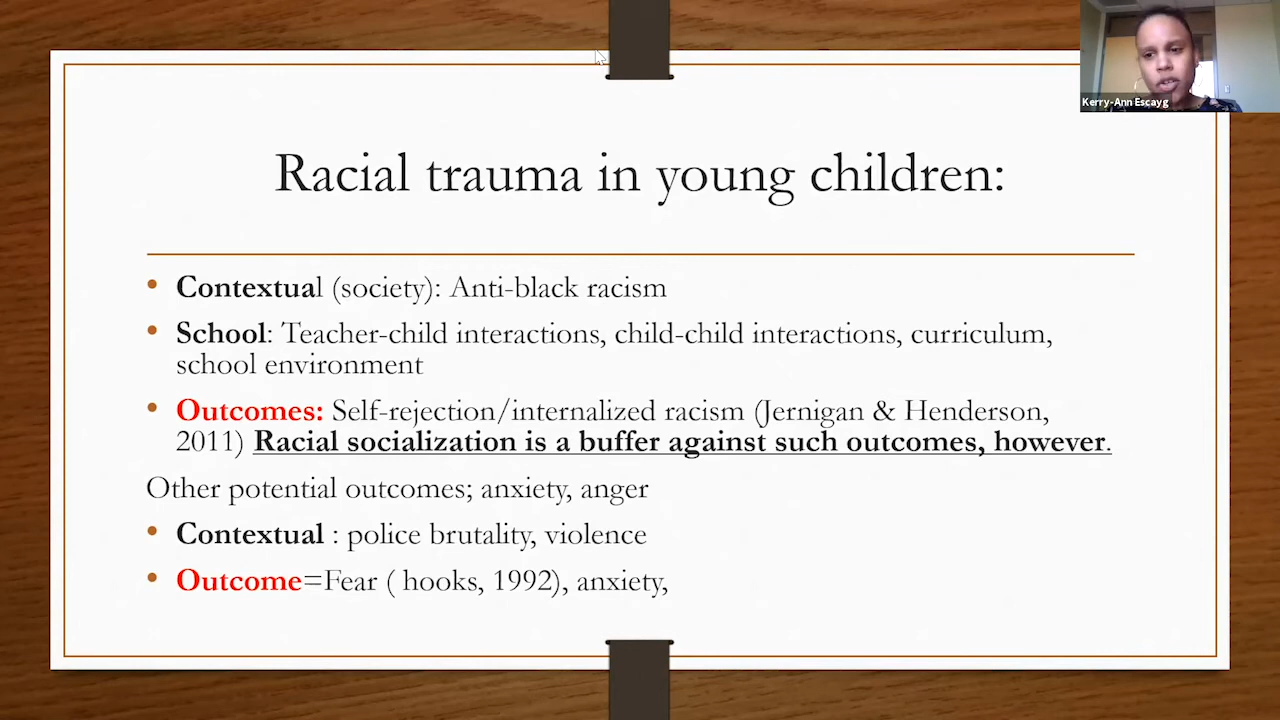 Kerry-Ann Escayg
Racial trauma in young children:
• Contextual (society): Anti-black racism
• School: Teacher-child interactions, child-child interactions, curriculum,
school environment
• Outcomes: Self-rejection/internalized racism (Jernigan & Henderson,
2011) Racial socialization is a buffer against such outcomes, however.
Other potential outcomes; anxiety, anger
• Contextual : police brutality, violence
• Outcome=Fear ( hooks, 1992), anxiety,